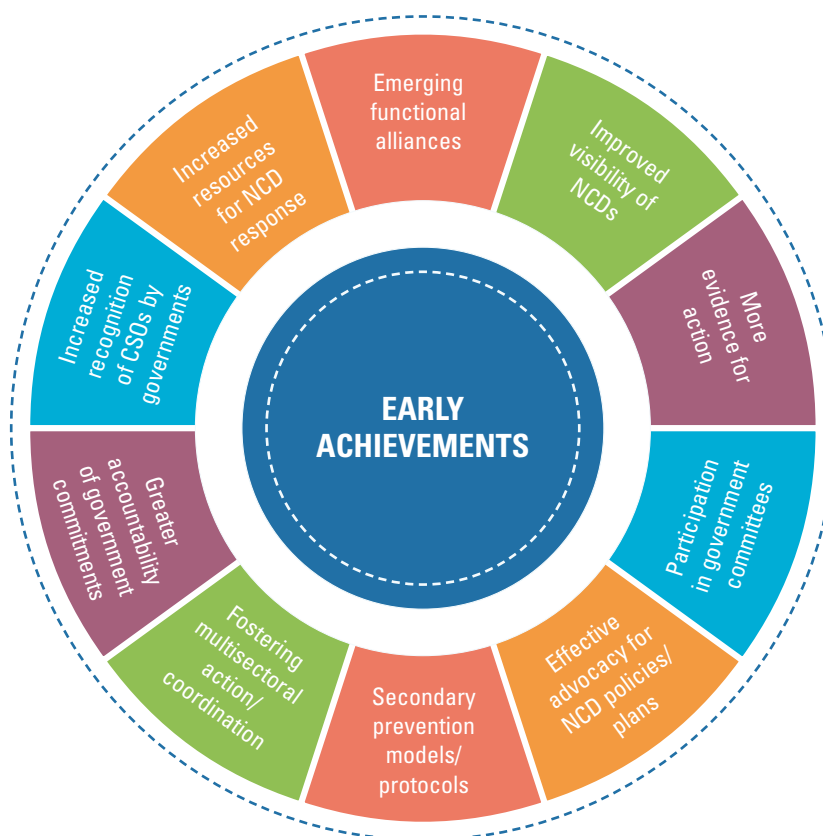 Emerging
functional
alliances
Improved
visibility of
NCDs
More
evidence for
action
Participation
in government
committees
Effective
advocacy for
NCD policies/
plans
Secondary
prevention
models/
protocols
Fostering
multisectoral
action/
coordination
Greater
accountability
of government
commitments
Increased
recognition
of CSOs by
governments
Increased
resources
for NCD
response
EARLY
ACHIEVEMENTS